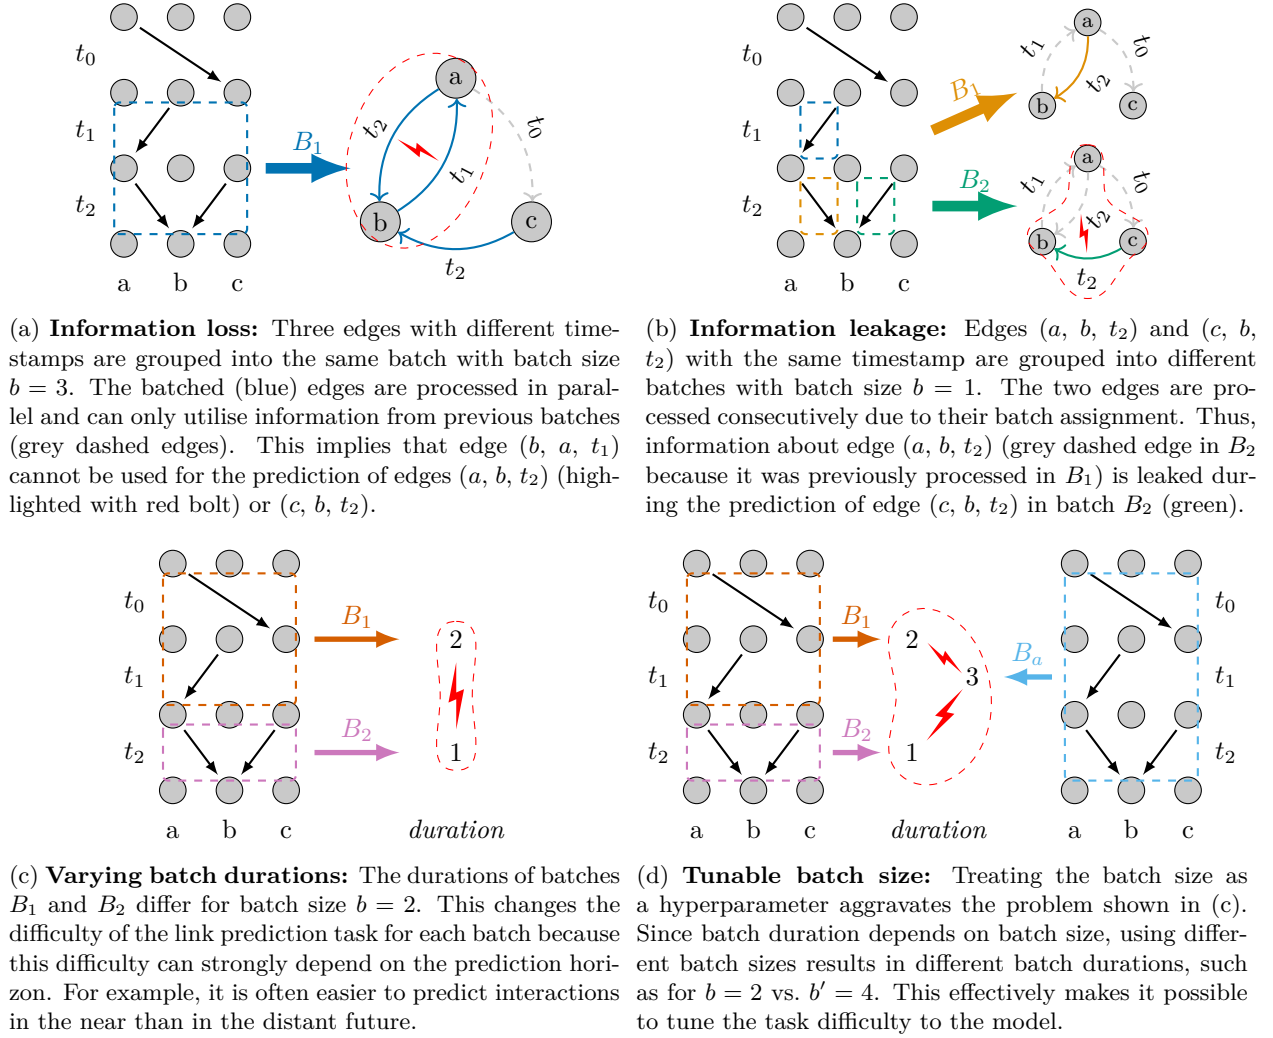 t0
t1
t2
a b c
B1
a
b
c
t2
t1
t0
t2
(a) Information loss: Three edges with different time-
stamps are grouped into the same batch with batch size
b = 3. The batched (blue) edges are processed in paral-
lel and can only utilise information from previous batches
(grey dashed edges). This implies that edge (b, a, t1)
cannot be used for the prediction of edges (a, b, t2) (high-
lighted with red bolt) or (c, b, t2).
t0
t1
t2
a b c
B1
a
b
c
t1
t2
t0
B2
a
b
c
t1
t2
t0
t2
(b) Information leakage: Edges (a, b, t2) and (c, b,
t2) with the same timestamp are grouped into different
batches with batch size b = 1. The two edges are pro-
cessed consecutively due to their batch assignment. Thus,
information about edge (a, b, t2) (grey dashed edge in B2
because it was previously processed in B1) is leaked dur-
ing the prediction of edge (c, b, t2) in batch B2 (green).
t0
t1
t2
a b c
B1
B2
2
1
duration
(c) Varying batch durations: The durations of batches
B1 and B2 differ for batch size b = 2. This changes the
difficulty of the link prediction task for each batch because
this difficulty can strongly depend on the prediction hori-
zon. For example, it is often easier to predict interactions
in the near than in the distant future.
t0
t1
t2
a b c
B1
B2
2
3
1
duration
Ba
t0
t1
t2
a b c
(d) Tunable batch size: Treating the batch size as
a hyperparameter aggravates the problem shown in (c).
Since batch duration depends on batch size, using differ-
ent batch sizes results in different batch durations, such
as for b = 2 vs. b′ = 4. This effectively makes it possible
to tune the task difficulty to the model.